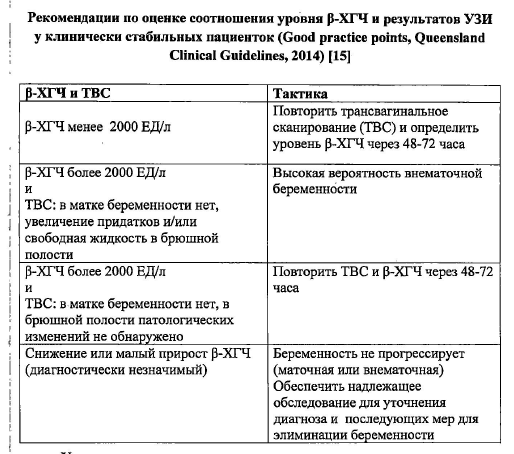 Рекомендации по оценке соотношения уровня β-ХГЧ и результатов УЗИ
у клинически стабильных пациенток (Good practice points, Queensland
Clinical Guidelines, 2014) [15]
β-ХГЧ и ТВС
Тактика
β-ХГЧ менее 2000 ЕД/л
Повторить трансвагинальное
сканирование (ТВС) и определить
уровень β-ХГЧ через 48-72 часа
β-ХГЧ более 2000 ЕД/л
и
ТВС: в матке беременности нет,
увеличение придатков и/или
свободная жидкость в брюшной
полости
Высокая вероятность внематочной
беременности
β-ХГЧ более 2000 ЕД/л
и
ТВС: в матке беременности нет, в
брюшной полости патологических
изменений не обнаружено
Повторить ТВС и β-ХГЧ через 48-72
часа
Снижение или малый прирост β-ХГЧ
(диагностически незначимый)
Беременность не прогрессирует
(маточная или внематочная)
Обеспечить надлежащее
обследование для уточнения
диагноза и последующих мер для
элиминации беременности